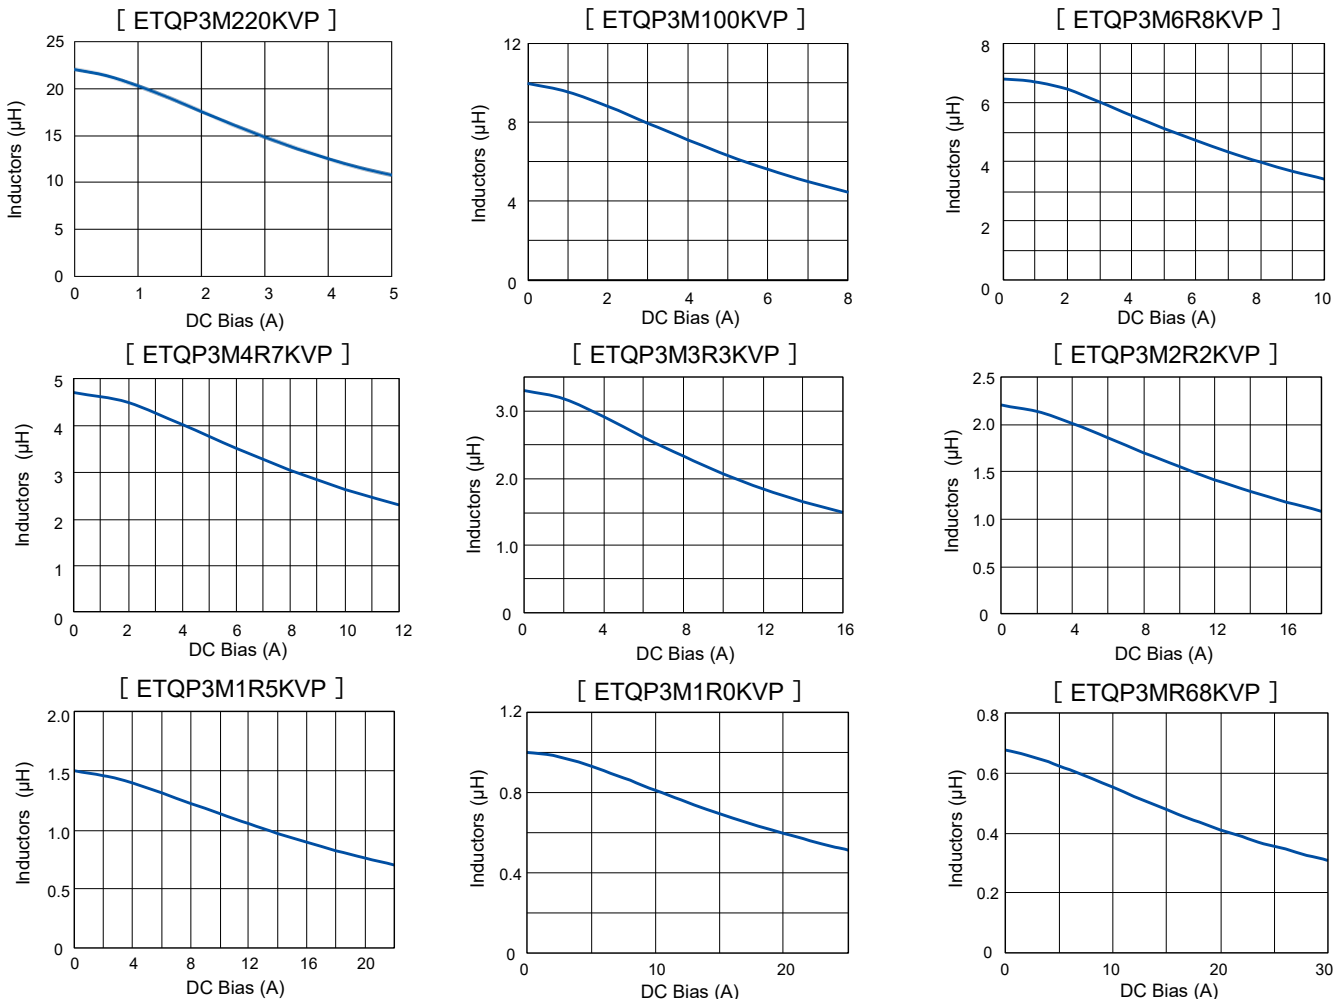 [ ETQP3M220KVP ]
25
20
15
10
5
0
Inductors (μH)
0 1 2 3 4 5
DC Bias (A)
[ ETQP3M100KVP ]
12
8
4
0
Inductors (μH)
0 2 4 6 8
DC Bias (A)
[ ETQP3M6R8KVP ]
8
6
4
2
0
Inductors (μH)
0 2 4 6 8 10
DC Bias (A)
[ ETQP3M4R7KVP ]
5
4
3
2
1
0
Inductors (μH)
0 2 4 6 8 10 12
DC Bias (A)
[ ETQP3M3R3KVP ]
3.0
2.0
1.0
0
Inductors (μH)
0 4 8 12 16
DC Bias (A)
[ ETQP3M2R2KVP ]
2.5
2.0
1.5
1.0
0.5
0
Inductors (μH)
0 4 8 12 16
DC Bias (A)
[ ETQP3M1R5KVP ]
2.0
1.5
1.0
0.5
0
Inductors (μH)
0 4 8 12 16 20
DC Bias (A)
[ ETQP3M1R0KVP ]
1.2
0.8
0.4
0
Inductors (μH)
0 10 20
DC Bias (A)
[ ETQP3MR68KVP ]
0.8
0.6
0.4
0.2
0
Inductors (μH)
0 10 20 30
DC Bias (A)